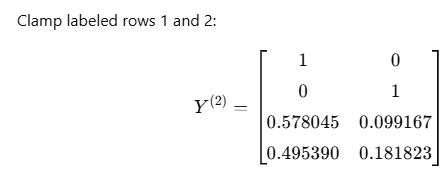 Clamp labeled rows 1 and 2:
1 0
0 1
Y^{(2)} =
0.578045 0.099167
0.495390 0.181823